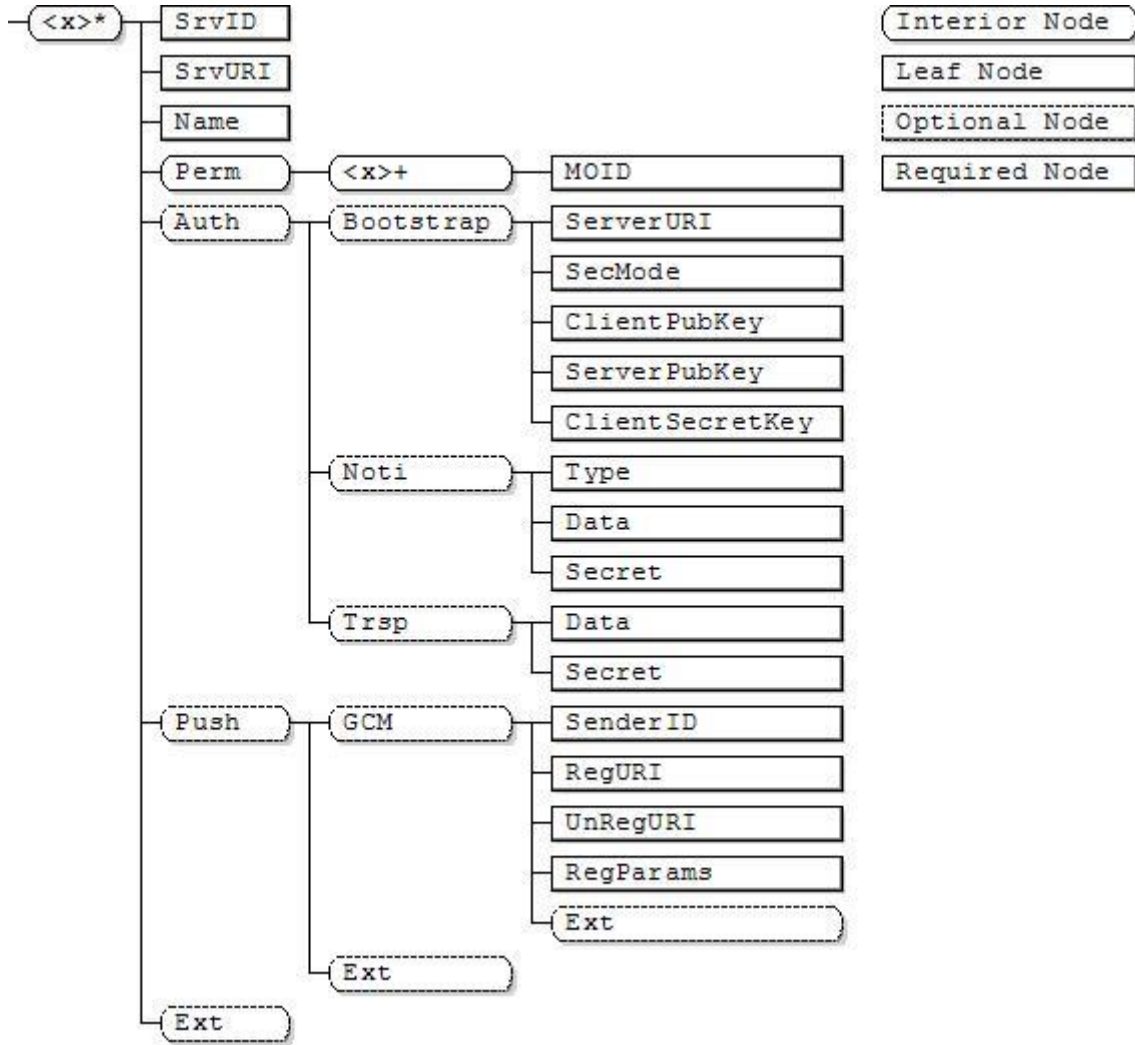 <x>* SrvID Interior Node
SrvURI Leaf Node
Name Optional Node
Perm <x>+ MOID Required Node
Auth Bootstrap ServerURI
SecMode
ClientPubKey
ServerPubKey
ClientSecretKey
Noti Type
Data
Secret
Trsp Data
Secret
Push GCM SenderID
RegURI
UnRegURI
RegParams
Ext
Ext
Ext